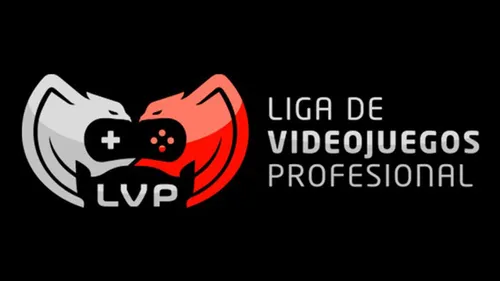 LVP
LIGA DE
VIDEOJUEGOS
PROFESIONAL